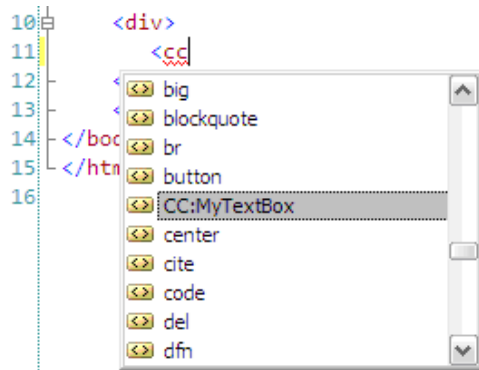 10 <div>
11 <cc
12 <
13 <
14 </boc
15 </htm
16
big
blockquote
br
button
CC:MyTextBox
center
cite
code
del
dfn